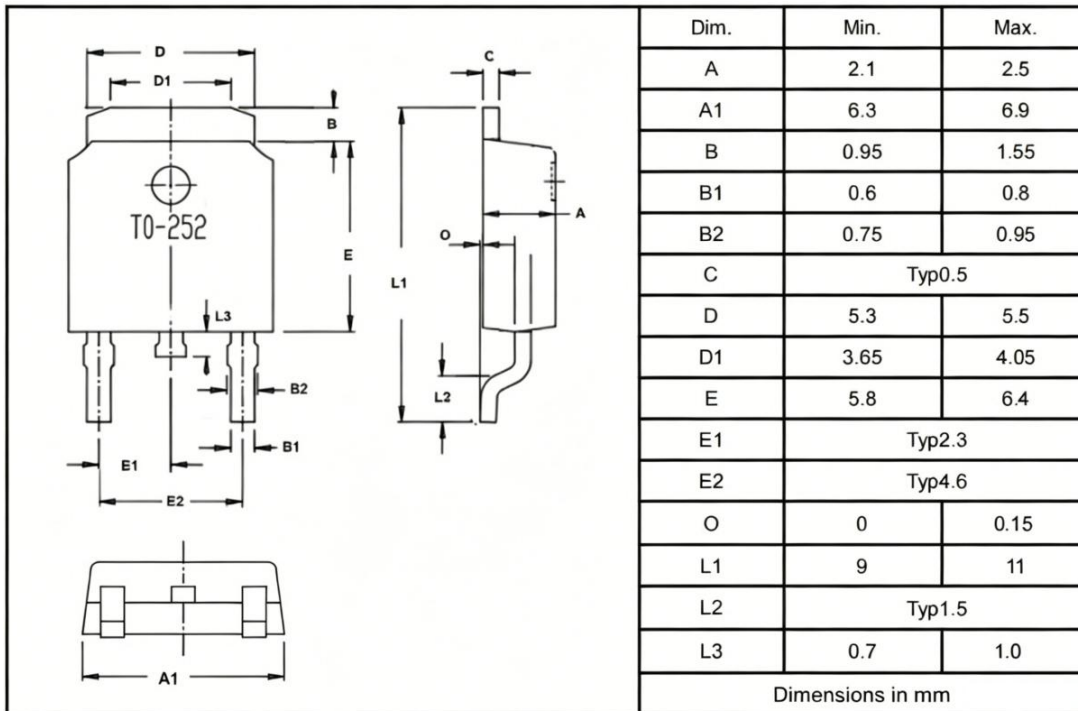 D
D1
C
B
TO-252
A
O
E
L1
L3
B2
L2
B1
E1
E2
A1
Dim. Min. Max.
A 2.1 2.5
A1 6.3 6.9
B 0.95 1.55
B1 0.6 0.8
B2 0.75 0.95
C Typ0.5
D 5.3 5.5
D1 3.65 4.05
E 5.8 6.4
E1 Typ2.3
E2 Typ4.6
O 0 0.15
L1 9 11
L2 Typ1.5
L3 0.7 1.0
Dimensions in mm